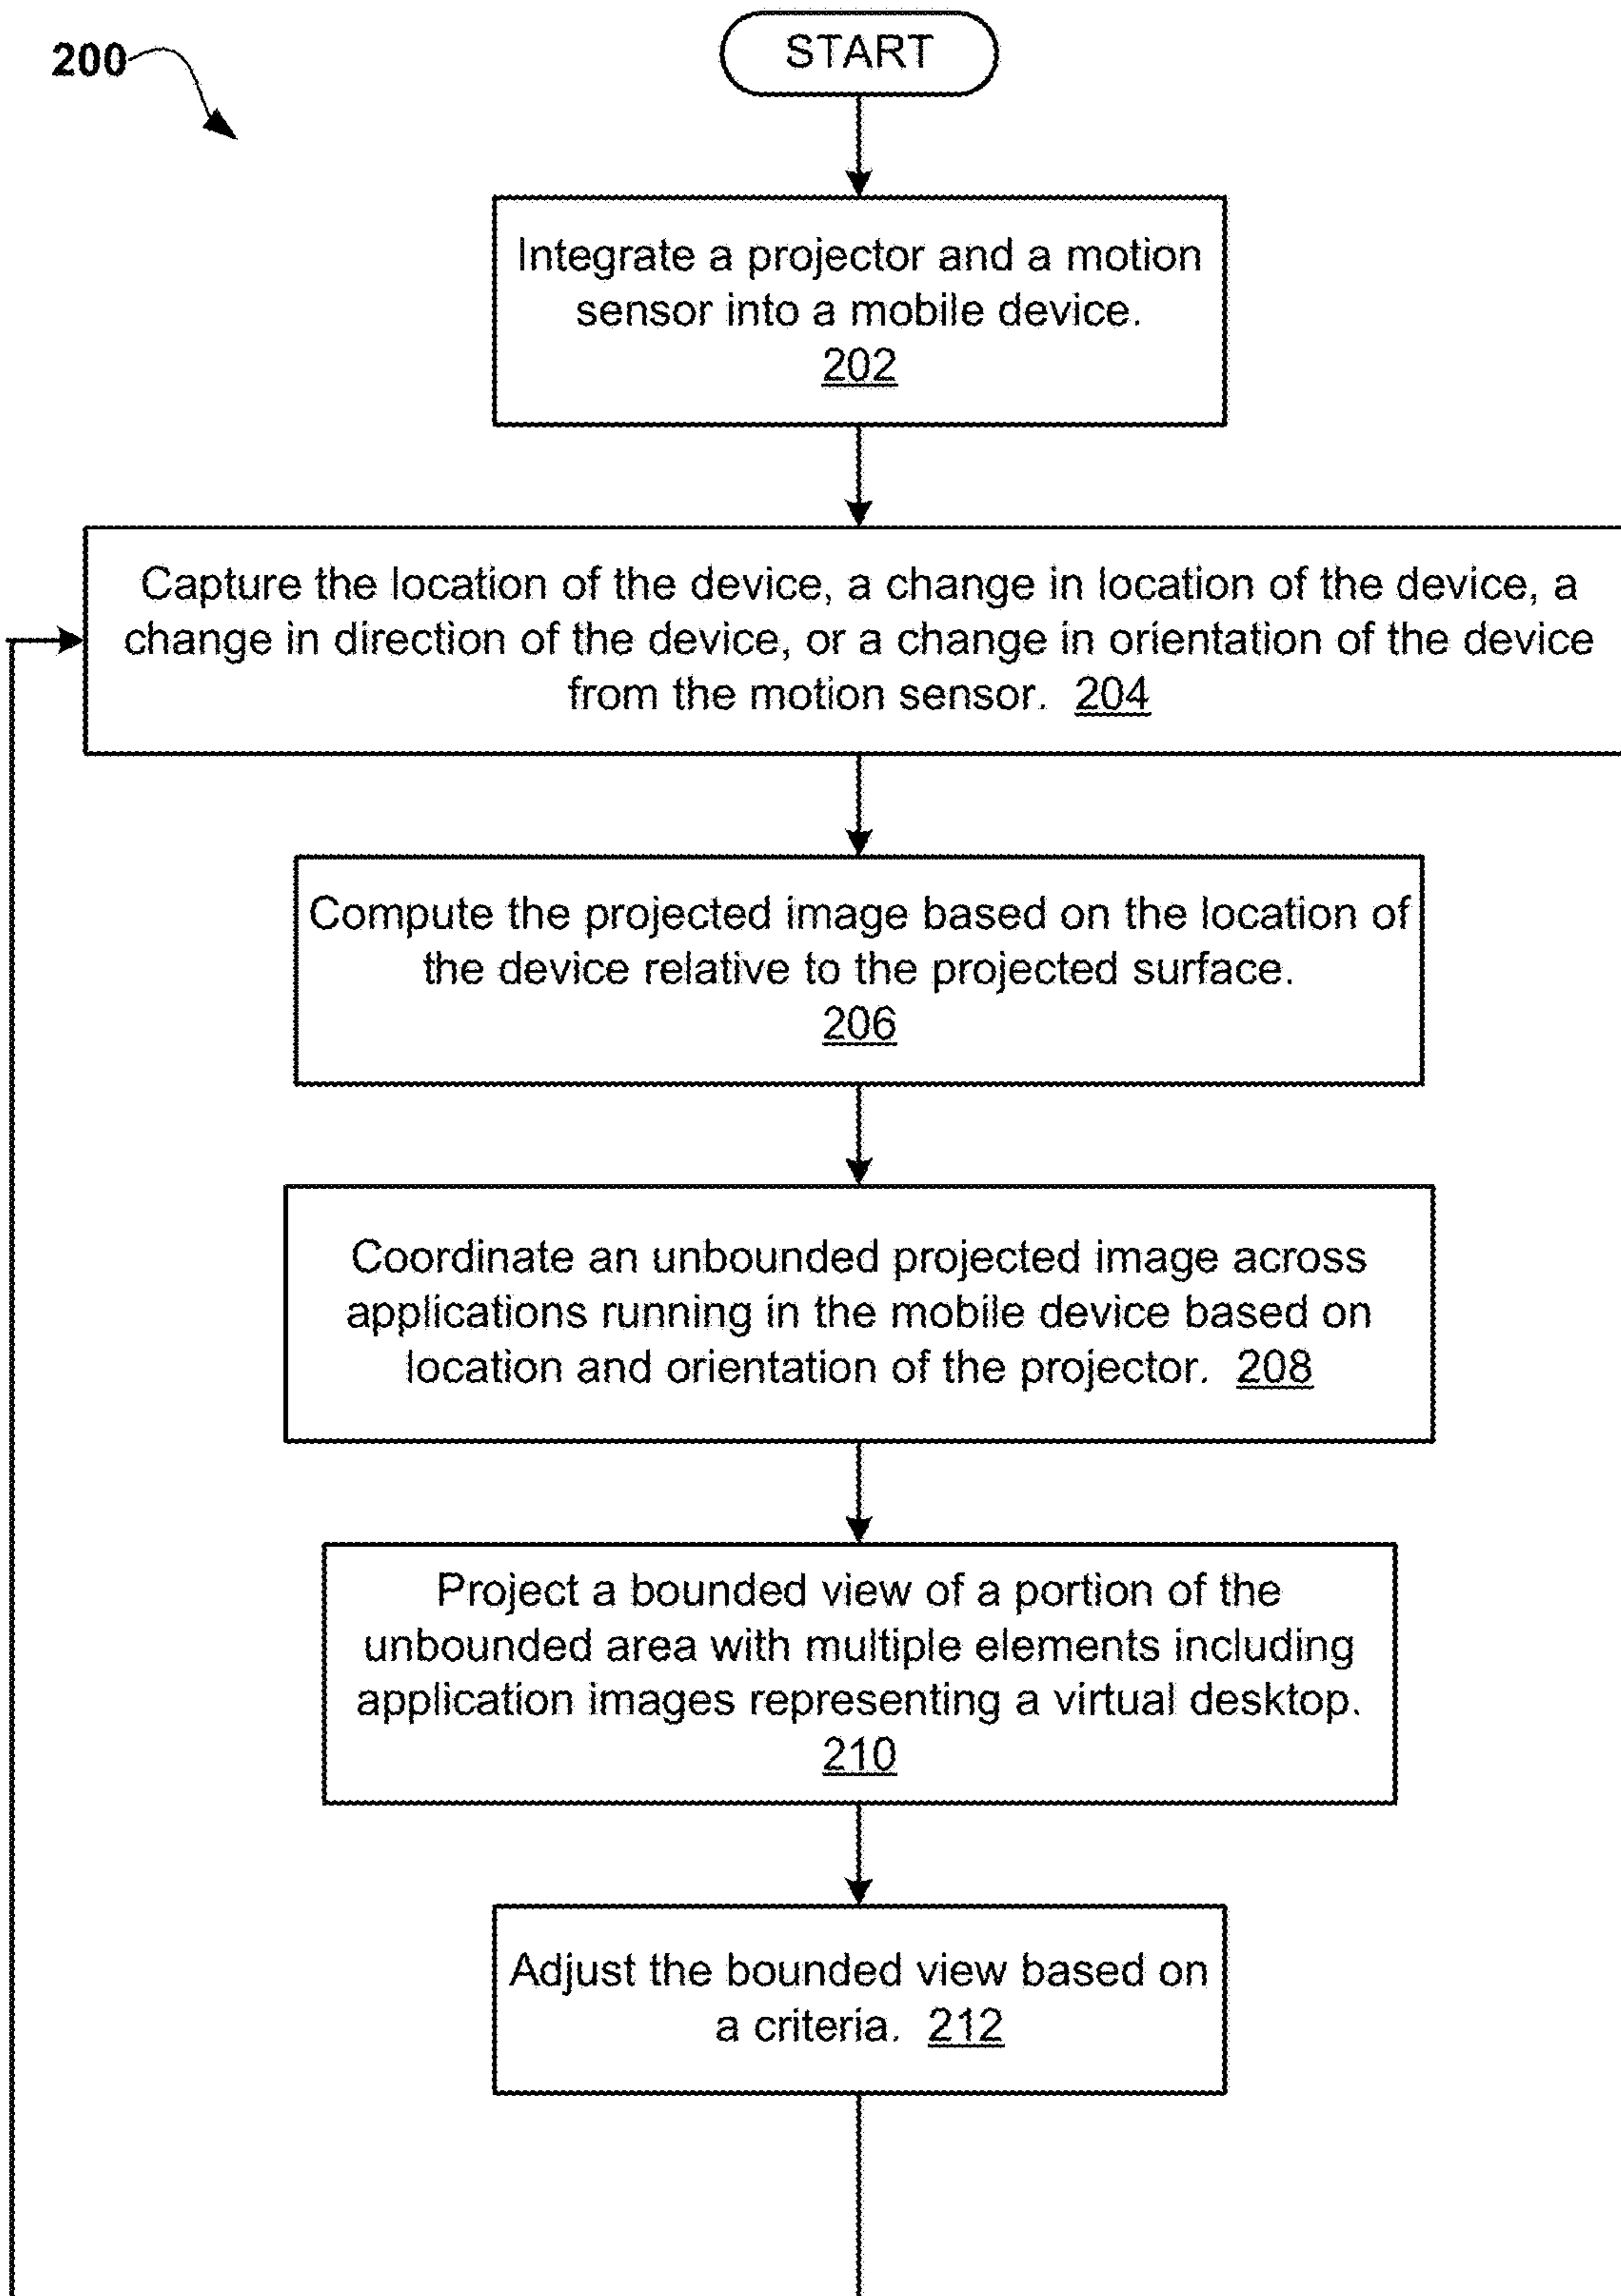 200
START
Integrate a projector and a motion
sensor into a mobile device.
202
Capture the location of the device, a change in location of the device, a
change in direction of the device, or a change in orientation of the device
from the motion sensor. 204
Compute the projected image based on the location of
the device relative to the projected surface.
206
Coordinate an unbounded projected image across
applications running in the mobile device based on
location and orientation of the projector. 208
Project a bounded view of a portion of the
unbounded area with multiple elements including
application images representing a virtual desktop.
210
Adjust the bounded view based on
a criteria. 212